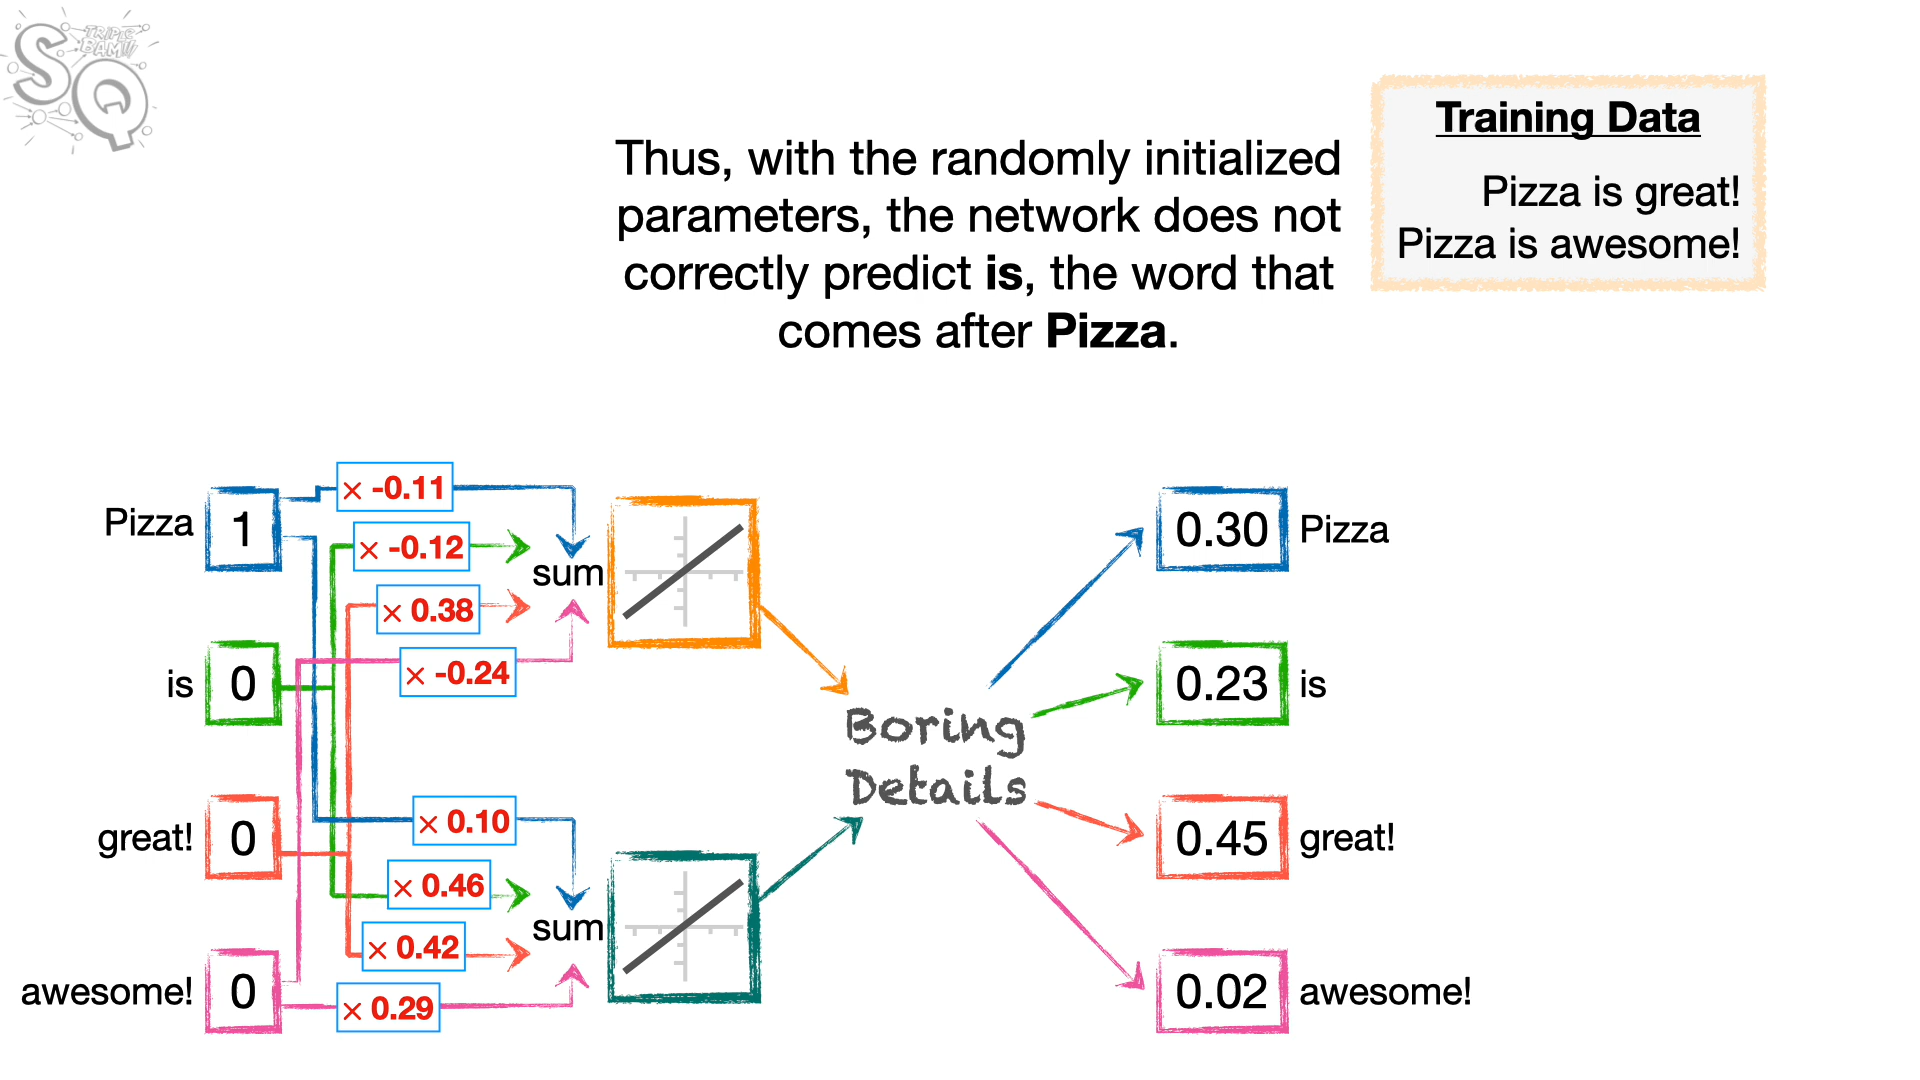 SQ
TRIPLE
BAM!!!
Thus, with the randomly initialized
parameters, the network does not
correctly predict is, the word that
comes after Pizza.
Training Data
Pizza is great!
Pizza is awesome!
Pizza 1
is 0
great! 0
awesome! 0
× -0.11
× -0.12
× 0.38
× -0.24
sum
× 0.10
× 0.46
× 0.42
× 0.29
sum
Boring
Details
0.30 Pizza
0.23 is
0.45 great!
0.02 awesome!